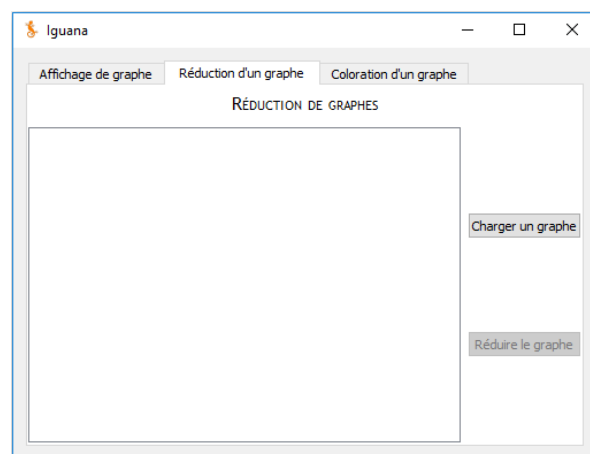 Iguana
Affichage de graphe Réduction d'un graphe Coloration d'un graphe
RÉDUCTION DE GRAPHES
Charger un graphe
Réduire le graphe